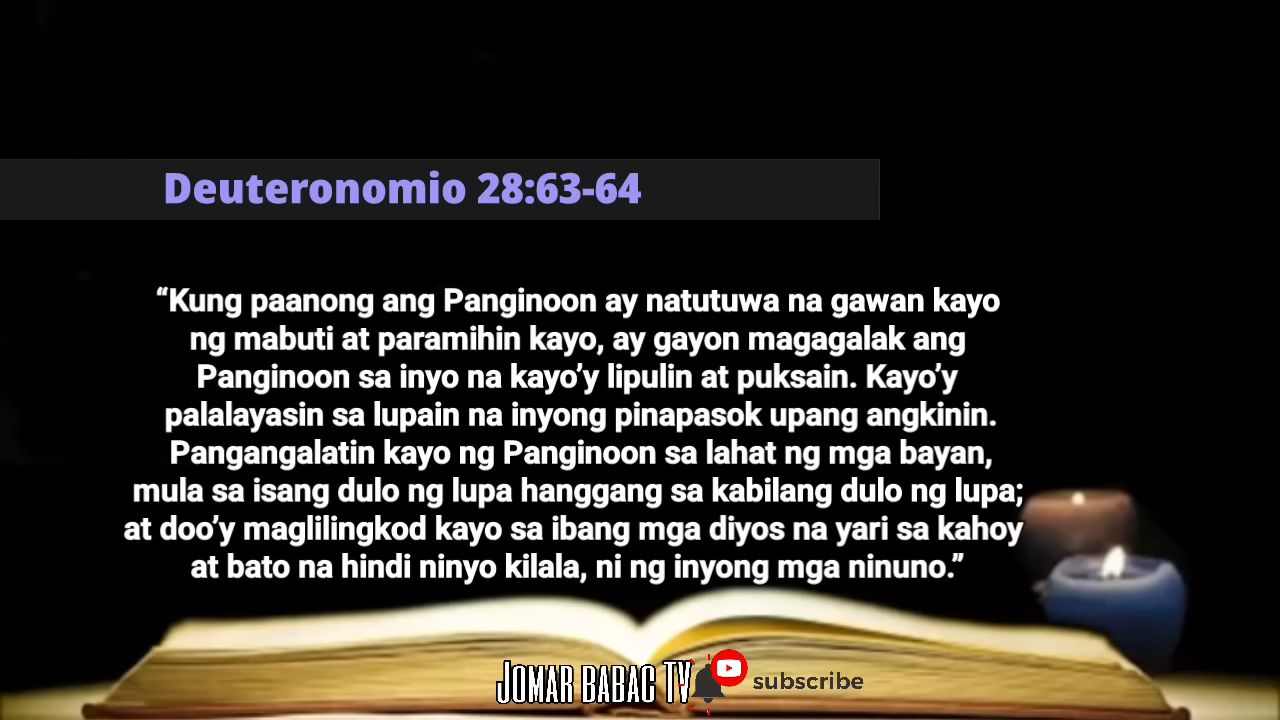 Deuteronomio 28:63-64
“Kung paanong ang Panginoon ay natutuwa na gawan kayo
ng mabuti at paramihin kayo, ay gayon magagalak ang
Panginoon sa inyo na kayo’y lipulin at puksain. Kayo’y
palalayasin sa lupain na inyong pinapasok upang angkinin.
Pangangalatin kayo ng Panginoon sa lahat ng mga bayan,
mula sa isang dulo ng lupa hanggang sa kabilang dulo ng lupa;
at doo’y maglilingkod kayo sa ibang mga diyos na yari sa kahoy
at bato na hindi ninyo kilala, ni ng inyong mga ninuno.”
JOMAR BABAC TV subscribe